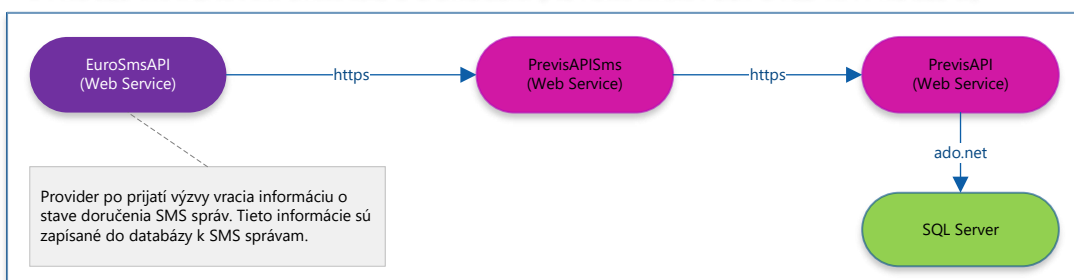 EuroSmsAPI
(Web Service)
https
PrevisAPISms
(Web Service)
https
PrevisAPI
(Web Service)
ado.net
Provider po prijatí výzvy vracia informáciu o
stave doručenia SMS správ. Tieto informácie sú
zapísané do databázy k SMS správam.
SQL Server